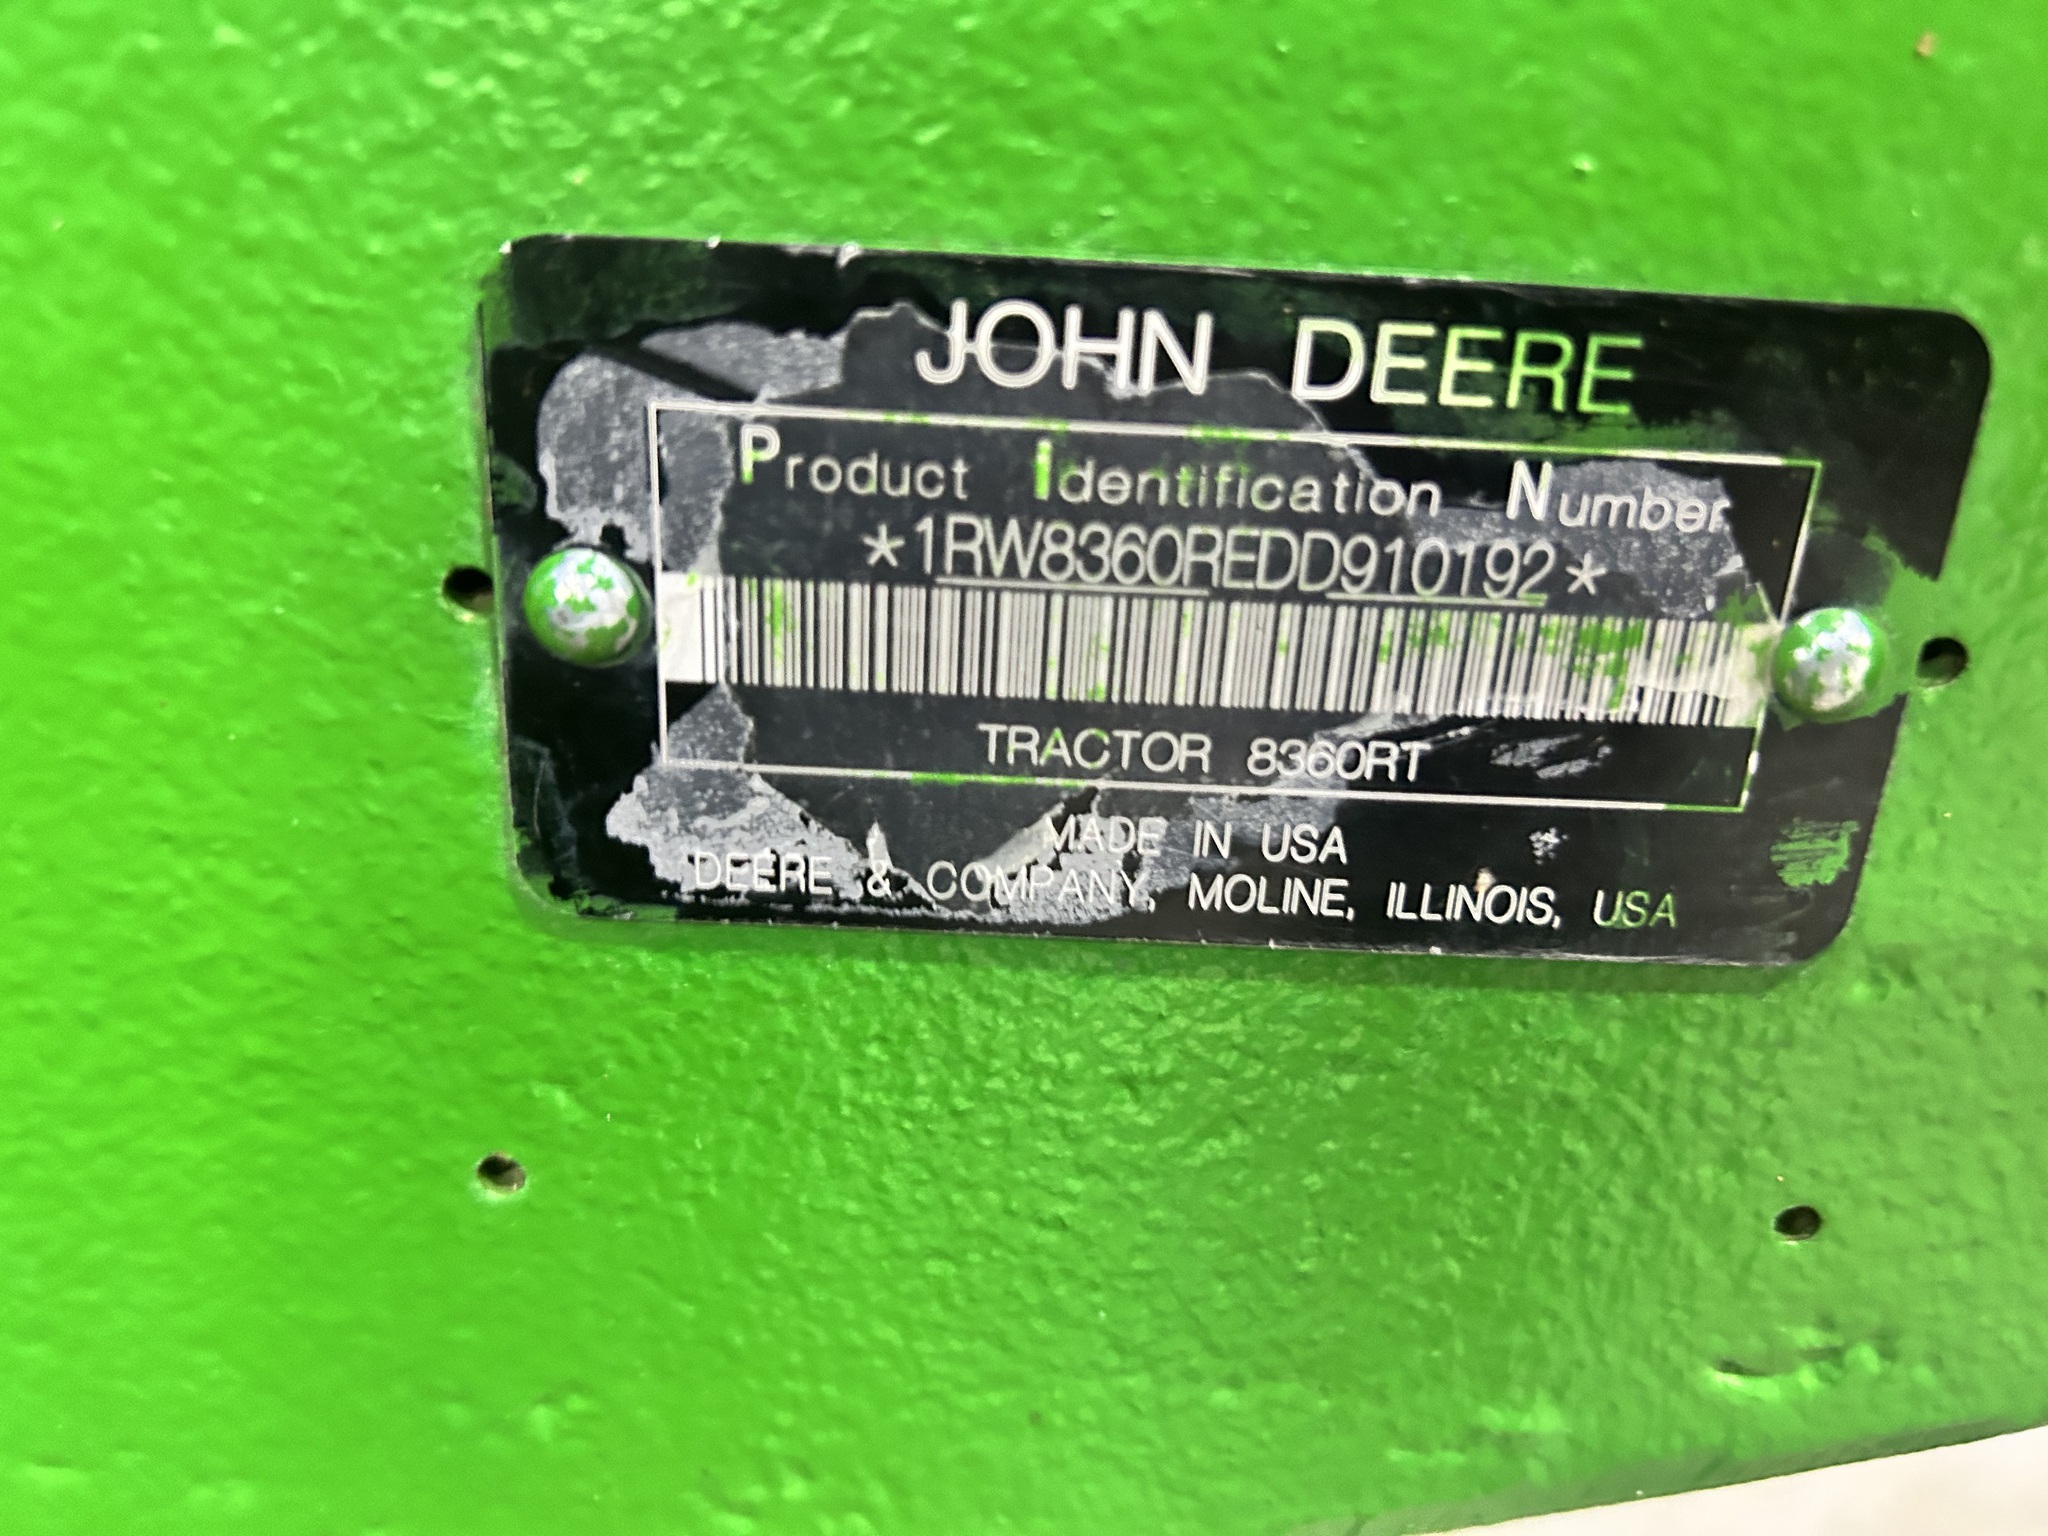 JOHN DEERE
Product Identification Number
*1RW8360REDD910192*
TRACTOR 8360RT
MADE IN USA
DEERE & COMPANY, MOLINE, ILLINOIS, USA